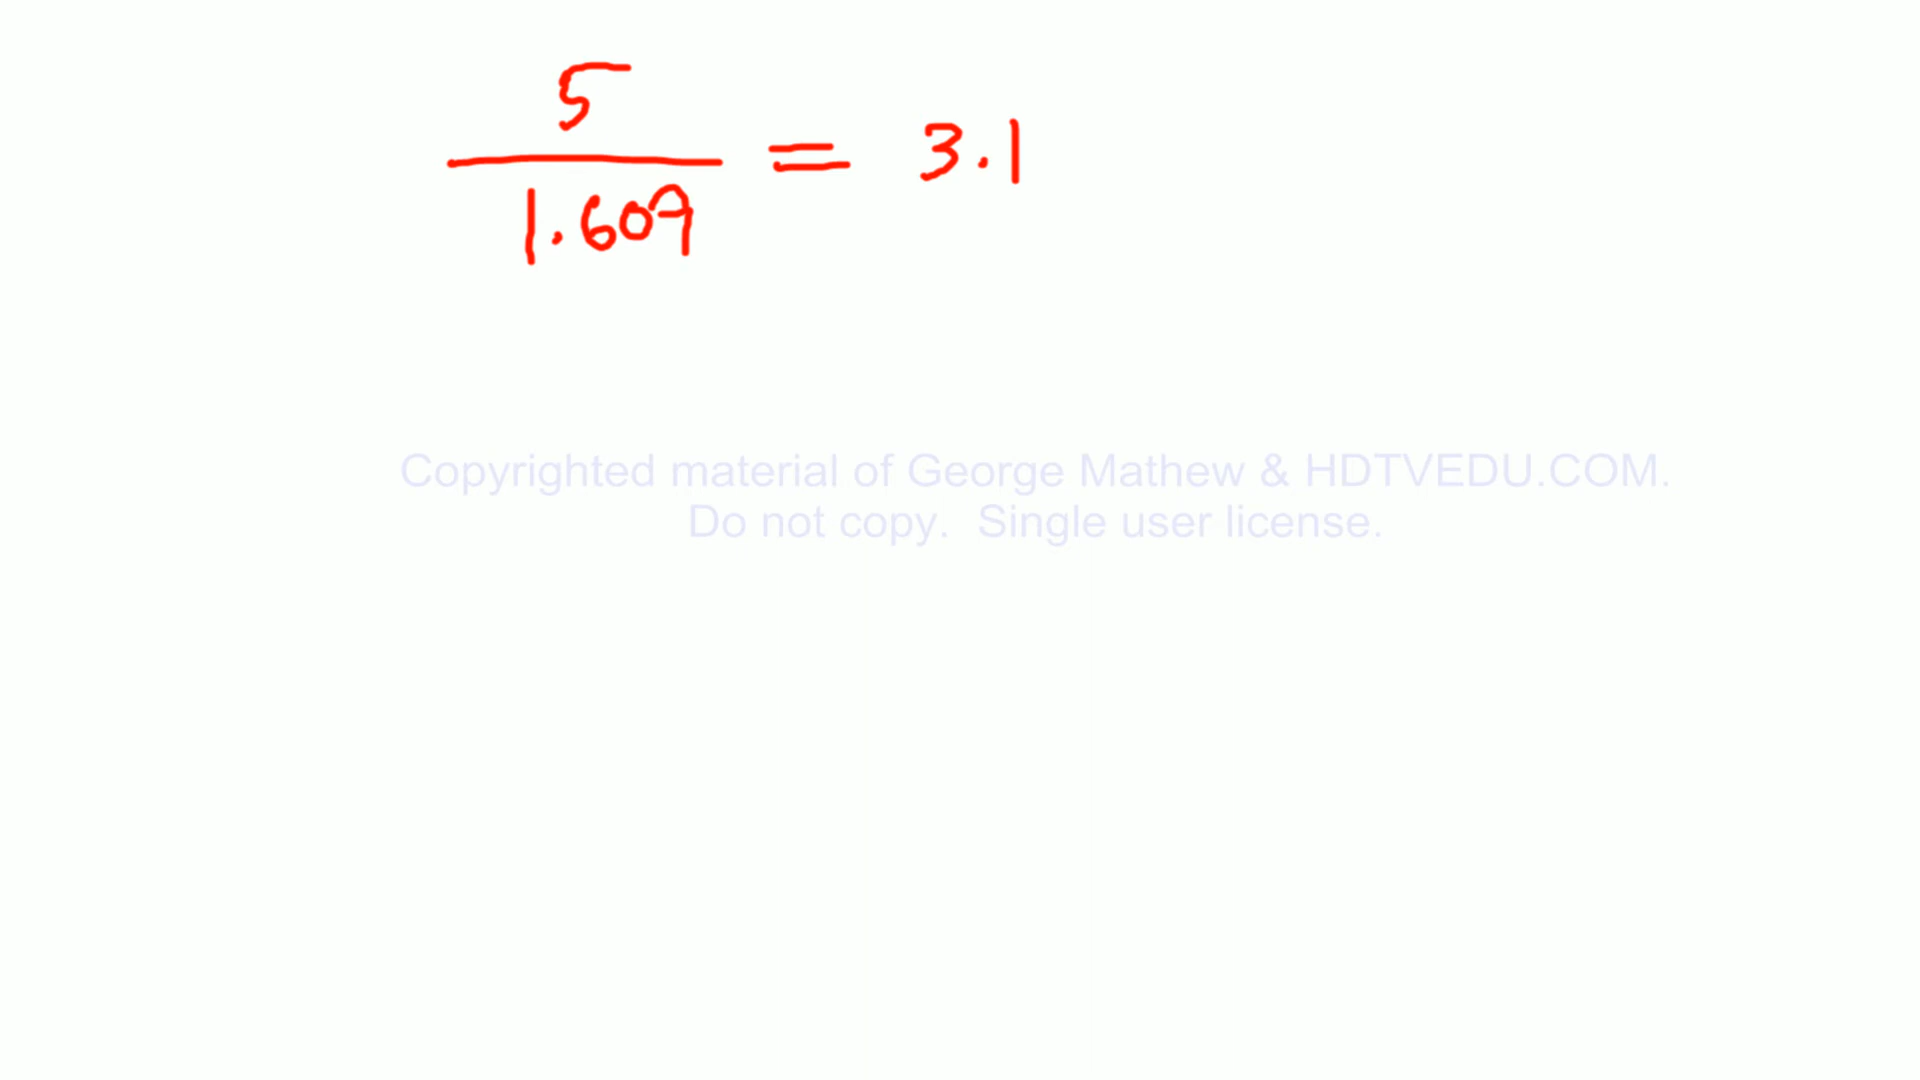 5
1.609
= 3.1
Copyrighted material of George Mathew & HDTVEDU.COM.
Do not copy. Single user license.